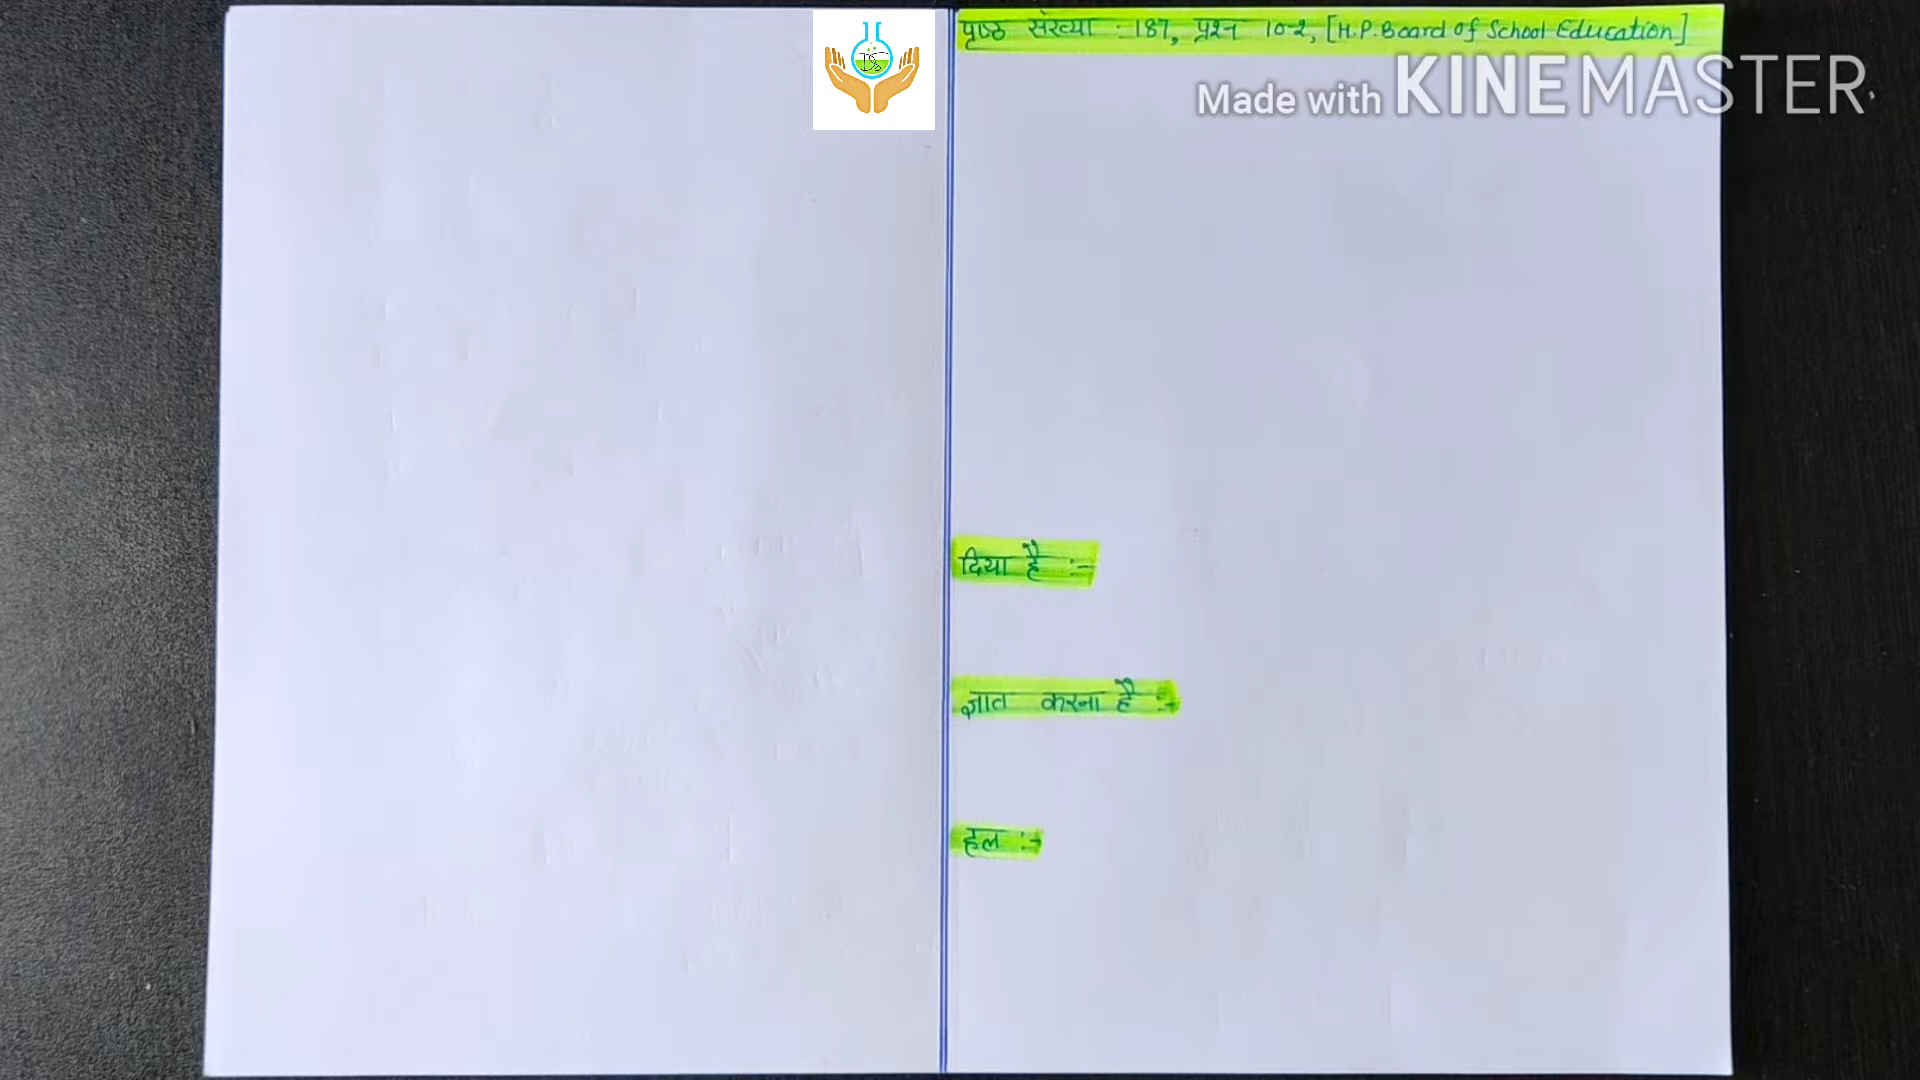 पृष्ठ संख्या :- 187, प्रश्न 10.2, [H.P. Board of School Education]
Made with KINEMASTER
दिया है :-
ज्ञात करना है :-
हल :-